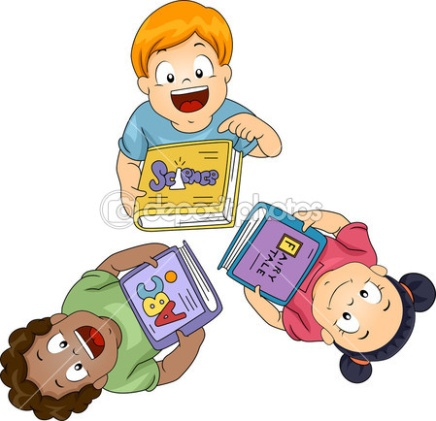 SCIENCE
depositphotos
FAIRY
TALE
ABC